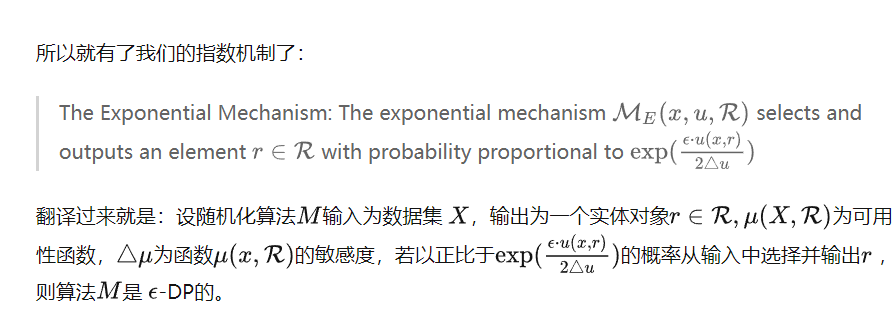 所以就有了我们的指数机制了：
The Exponential Mechanism: The exponential mechanism $\mathcal{M}_E(x, u, \mathcal{R})$ selects and
outputs an element $r \in \mathcal{R}$ with probability proportional to $\exp(\frac{\epsilon \cdot u(x,r)}{2\triangle u})$
翻译过来就是：设随机化算法$M$输入为数据集 $X$，输出为一个实体对象$r \in \mathcal{R}, \mu(X, \mathcal{R})$为可用
性函数，$\triangle\mu$为函数$\mu(x, \mathcal{R})$的敏感度，若以正比于$\exp(\frac{\epsilon \cdot u(x,r)}{2\triangle u})$的概率从输入中选择并输出$r$ ，
则算法$M$是 $\epsilon$-DP的。